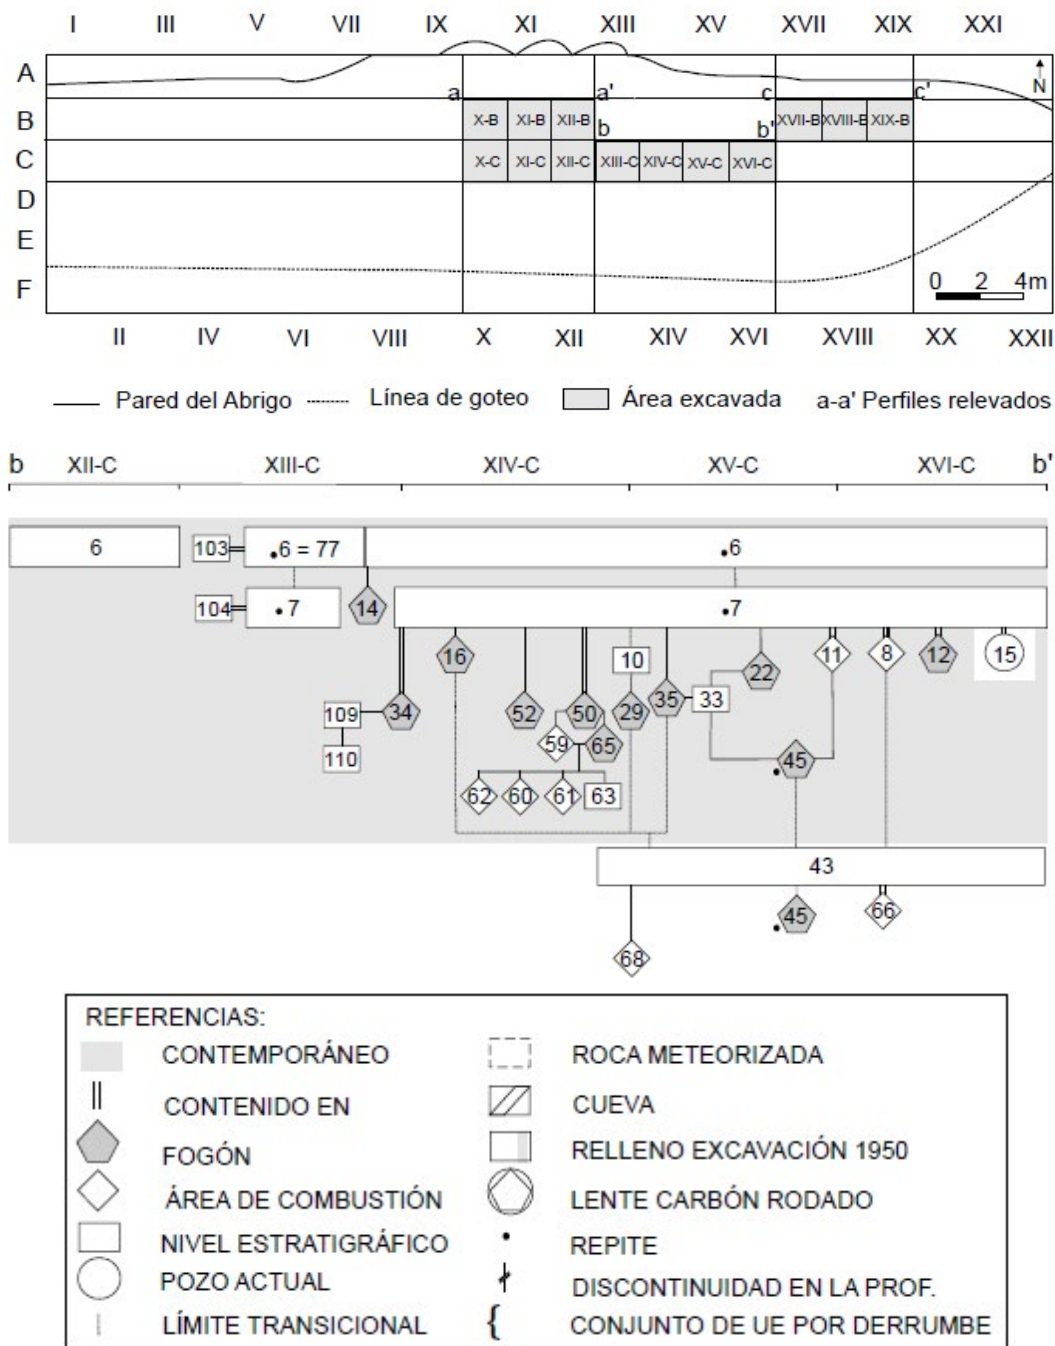 I III V VII IX XI XIII XV XVII XIX XXI
A
N
a a' c c'
B X-B XI-B XII-B b b' XVII-B XVIII-B XIX-B
C X-C XI-C XII-C XIII-C XIV-C XV-C XVI-C
D
E
F
0 2 4m
II IV VI VIII X XII XIV XVI XVIII XX XXII
Pared del Abrigo Línea de goteo Área excavada a-a' Perfiles relevados
b XII-C XIII-C XIV-C XV-C XVI-C b'
6 103 6 = 77 6
104 7 14 7
16 10 22 11 8 12 15
109 34 52 50 29 35 33
110 59 65 45
62 60 61 63
43
45 66
68
REFERENCIAS:
CONTEMPORÁNEO ROCA METEORIZADA
CONTENIDO EN CUEVA
FOGÓN RELLENO EXCAVACIÓN 1950
ÁREA DE COMBUSTIÓN LENTE CARBÓN RODADO
NIVEL ESTRATIGRÁFICO REPITE
POZO ACTUAL DISCONTINUIDAD EN LA PROF.
LÍMITE TRANSICIONAL { CONJUNTO DE UE POR DERRUMBE